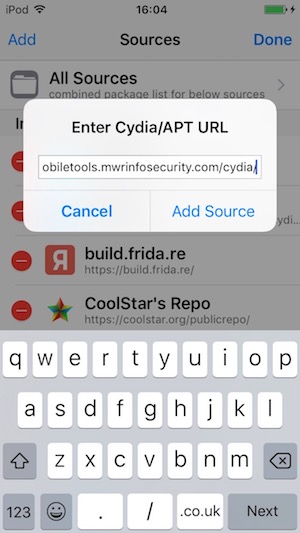 iPod 16:04
Add Sources Done
All Sources
combined package list for below sources
Enter Cydia/APT URL
obiletools.mwrinfosecurity.com/cydia/
Cancel Add Source
build.frida.re
https://build.frida.re/
CoolStar's Repo
https://coolstar.org/publicrepo/
q w e r t y u i o p
a s d f g h j k l
z x c v b n m
123 . / .co.uk Next